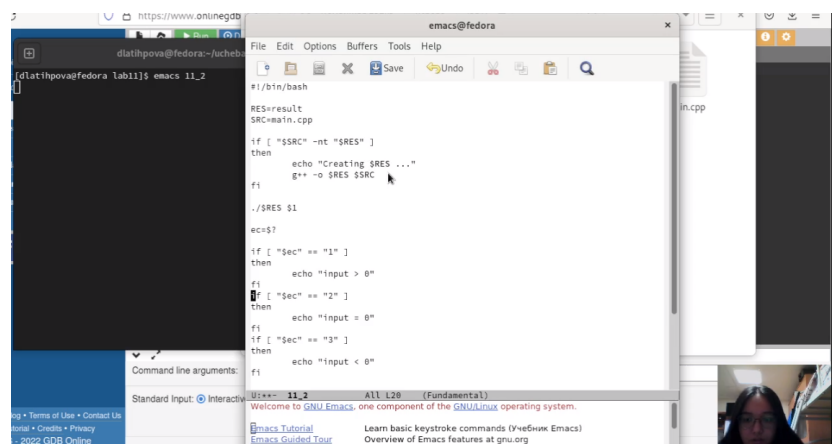 https://www.onlinegdb
emacs@fedora
Run
dlatihpova@fedora:~/ucheba
[dlatihpova@fedora lab11]$ emacs 11_2
File Edit Options Buffers Tools Help
Save Undo
#!/bin/bash
RES=result
SRC=main.cpp
if [ "$SRC" -nt "$RES" ]
then
echo "Creating $RES ..."
g++ -o $RES $SRC
fi
./$RES $1
ec=$?
if [ "$ec" == "1" ]
then
echo "input > 0"
fi
if [ "$ec" == "2" ]
then
echo "input = 0"
fi
if [ "$ec" == "3" ]
then
echo "input < 0"
fi
U:**- 11_2 All L20 (Fundamental)
Welcome to GNU Emacs, one component of the GNU/Linux operating system.
Emacs Tutorial Learn basic keystroke commands (Учебник Emacs)
Emacs Guided Tour Overview of Emacs features at gnu.org
in.cpp
Command line arguments:
Standard Input: Interactiv
og • Terms of Use • Contact Us
torial • Credits • Privacy
- 2022 GDB Online